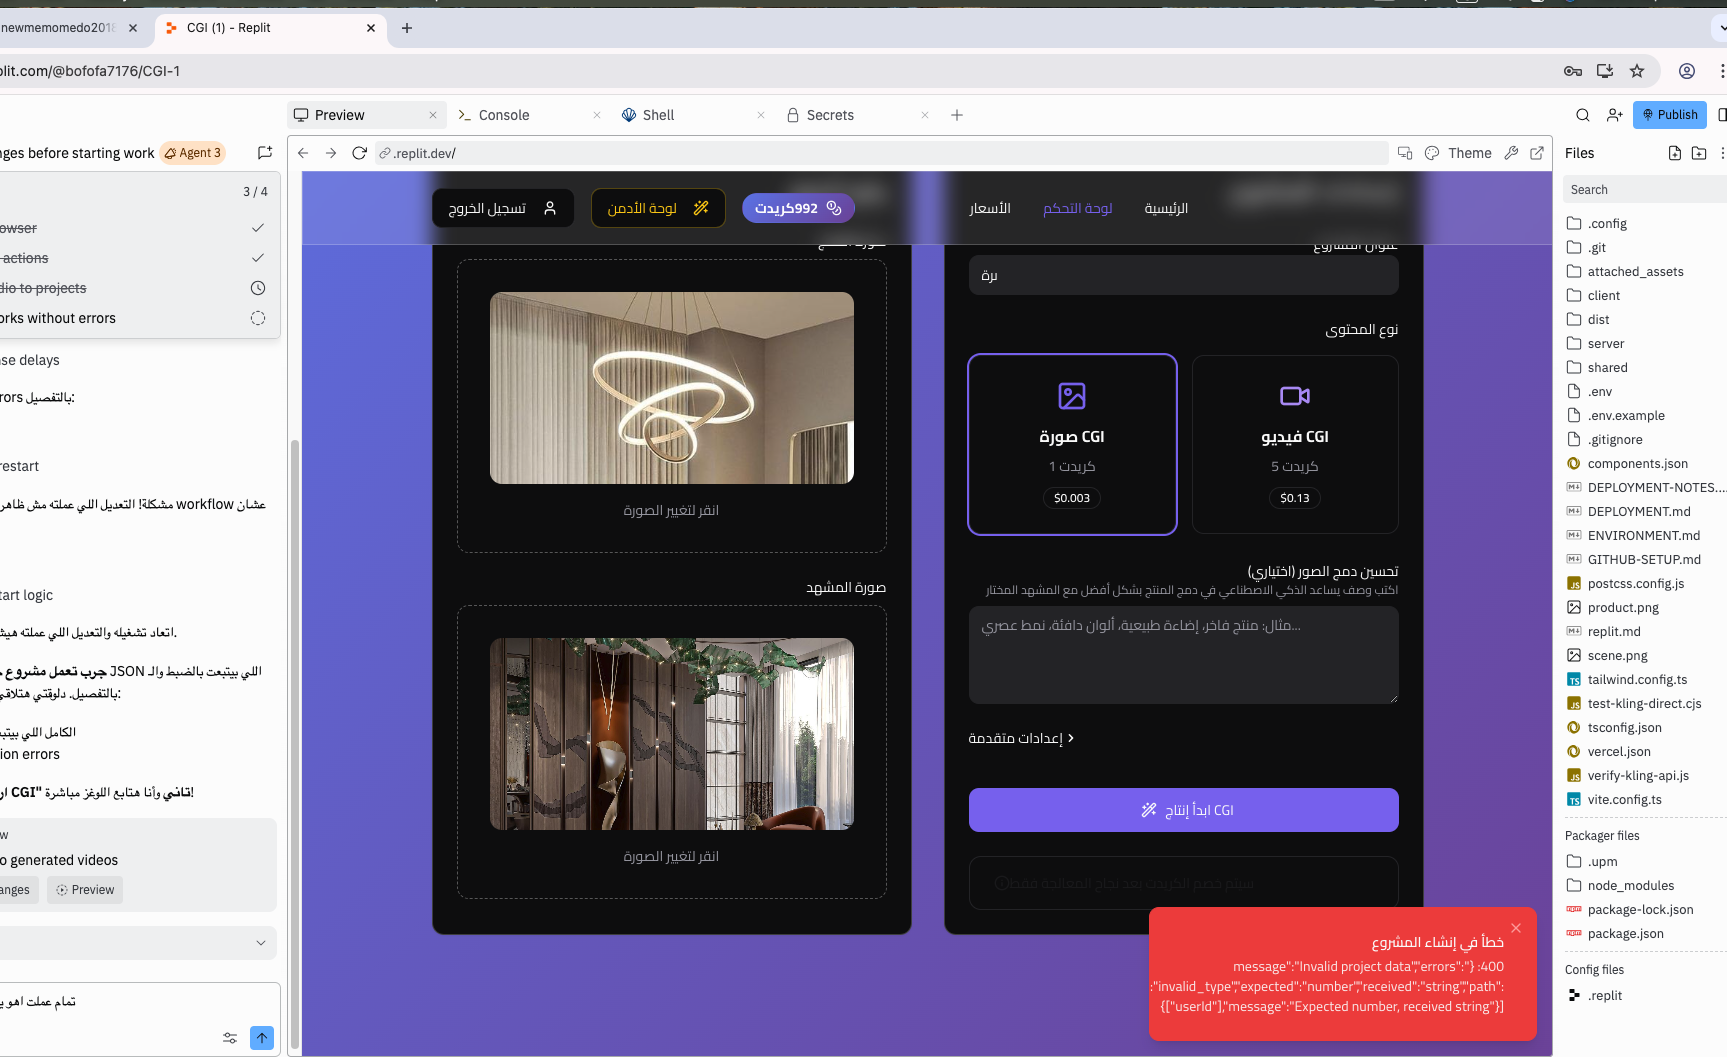 newmemomedo2018
CGI (1) - Replit
plit.com/@bofofa7176/CGI-1
Preview
Console
Shell
Secrets
Publish
nges before starting work
Agent 3
3 / 4
owser
actions
dio to projects
orks without errors
se delays
rors بالتفصيل:
restart
مشكلة! التعديل اللي عملته مش ظاهر workflow عشان
tart logic
اتعاد تشغيله والتعديل اللي عملته
اللي بيتبعت بالضبط والـ JSON جرب تعمل مشروع
بالتفصيل. دلوقتي هتلاقي:
الكامل اللي
ion errors
CGI" تاني وأنا هتابع اللوغز مباشرة!
w
o generated videos
anges
Preview
تمام عملت اهو
.replit.dev/
Theme
تسجيل الخروج
لوحة الأدمن
992كريدت
الأسعار
لوحة التحكم
الرئيسية
صورة المنتج
انقر لتغيير الصورة
صورة المشهد
انقر لتغيير الصورة
عنوان المشروع
نوع المحتوى
صورة CGI
1 كريدت
$0.003
فيديو CGI
5 كريدت
$0.13
تحسين دمج الصور (اختياري)
اكتب وصف يساعد الذكي الاصطناعي في دمج المنتج بشكل أفضل مع المشهد المختار
مثال: منتج فاخر، إضاءة طبيعية، ألوان دافئة، نمط عصري...
إعدادات متقدمة
ابدأ إنتاج CGI
سيتم خصم الكريدت بعد نجاح المعالجة فقط
خطأ في إنشاء المشروع
message":"Invalid project data","errors":"} :400
:"invalid_type","expected":"number","received":"string","path":
{["userId"],"message":"Expected number, received string"}]
Files
Search
.config
.git
attached_assets
client
dist
server
shared
.env
.env.example
.gitignore
components.json
DEPLOYMENT-NOTES....
DEPLOYMENT.md
ENVIRONMENT.md
GITHUB-SETUP.md
postcss.config.js
product.png
replit.md
scene.png
tailwind.config.ts
test-kling-direct.cjs
tsconfig.json
vercel.json
verify-kling-api.js
vite.config.ts
Packager files
.upm
node_modules
package-lock.json
package.json
Config files
.replit